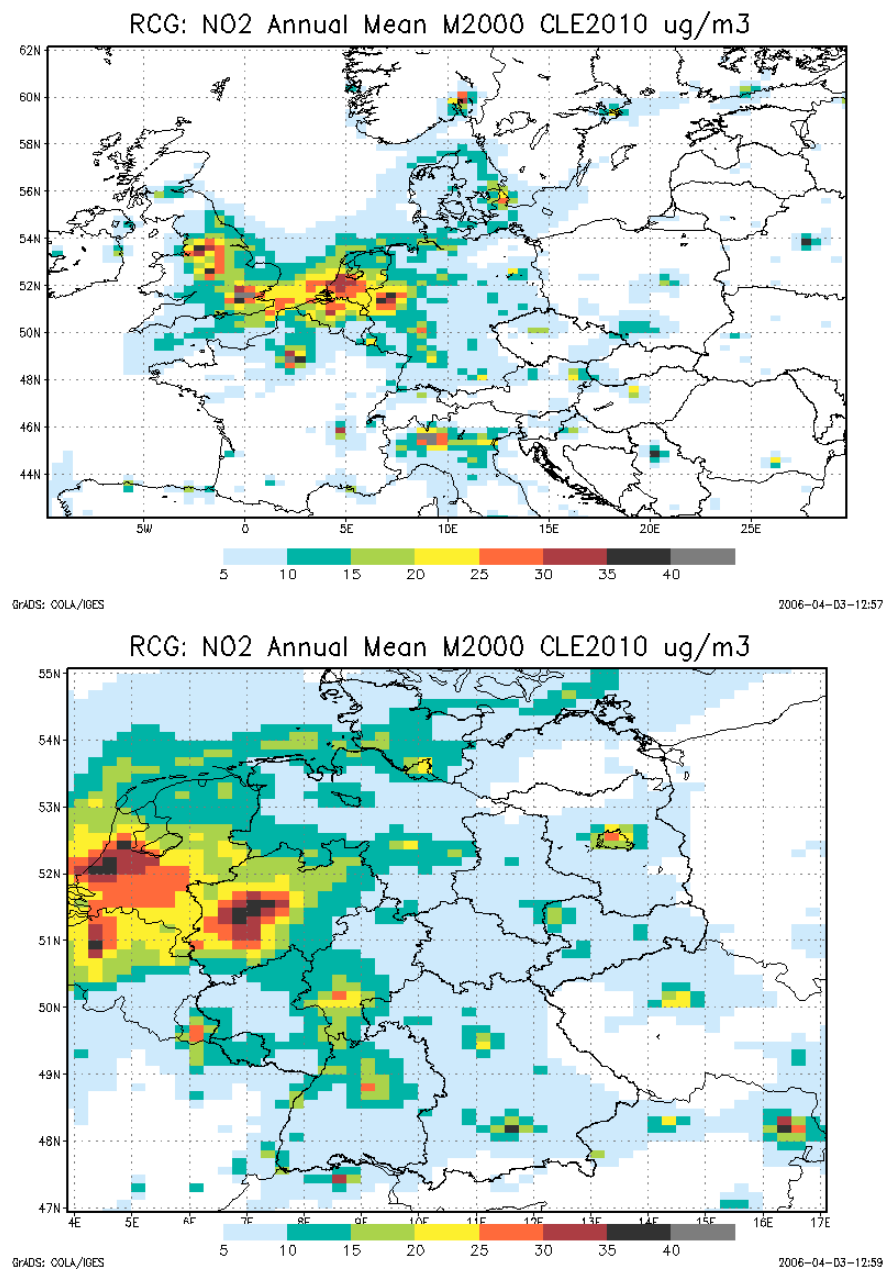 RCG: NO2 Annual Mean M2000 CLE2010 ug/m3
62N
60N
58N
56N
54N
52N
50N
48N
46N
44N
5W 0 5E 10E 15E 20E 25E
5 10 15 20 25 30 35 40
GrADS: COLA/IGES 2006-04-03-12:57
RCG: NO2 Annual Mean M2000 CLE2010 ug/m3
55N
54N
53N
52N
51N
50N
49N
48N
47N
4E 5E 6E 7E 8E 9E 10E 11E 12E 13E 14E 15E 16E 17E
5 10 15 20 25 30 35 40
GrADS: COLA/IGES 2006-04-03-12:59